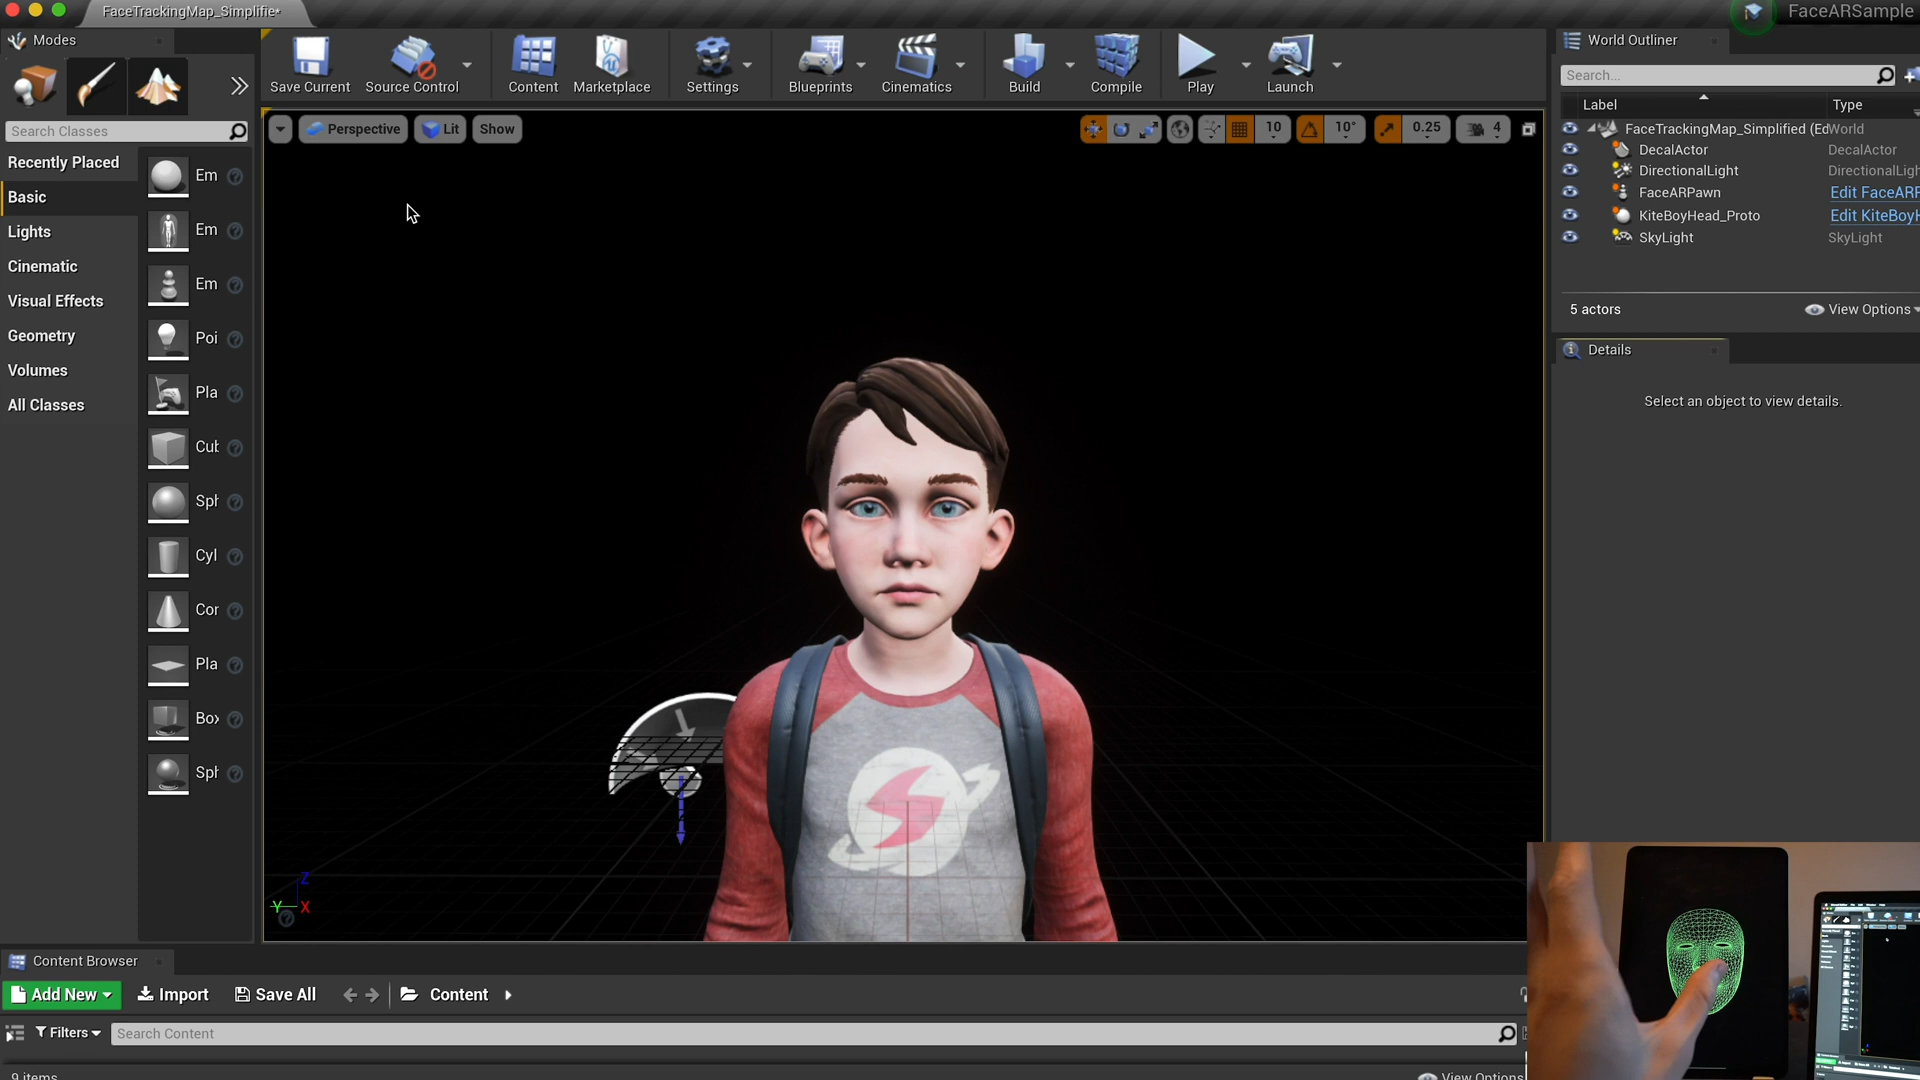 FaceTrackingMap_Simplifie*
FaceARSample
Modes
Search Classes
Recently Placed
Basic
Lights
Cinematic
Visual Effects
Geometry
Volumes
All Classes
Em
Em
Em
Poi
Pla
Cub
Sph
Cyl
Cor
Pla
Box
Sph
Save Current
Source Control
Content
Marketplace
Settings
Blueprints
Cinematics
Build
Compile
Play
Launch
Perspective
Lit
Show
10
10°
0.25
4
Z
Y
X
World Outliner
Search...
Label Type
FaceTrackingMap_Simplified (Ed World
DecalActor DecalActor
DirectionalLight DirectionalLigh
FaceARPawn Edit FaceARP
KiteBoyHead_Proto Edit KiteBoyH
SkyLight SkyLight
5 actors View Options
Details
Select an object to view details.
Content Browser
Add New Import Save All Content
Filters Search Content
9 items View Options